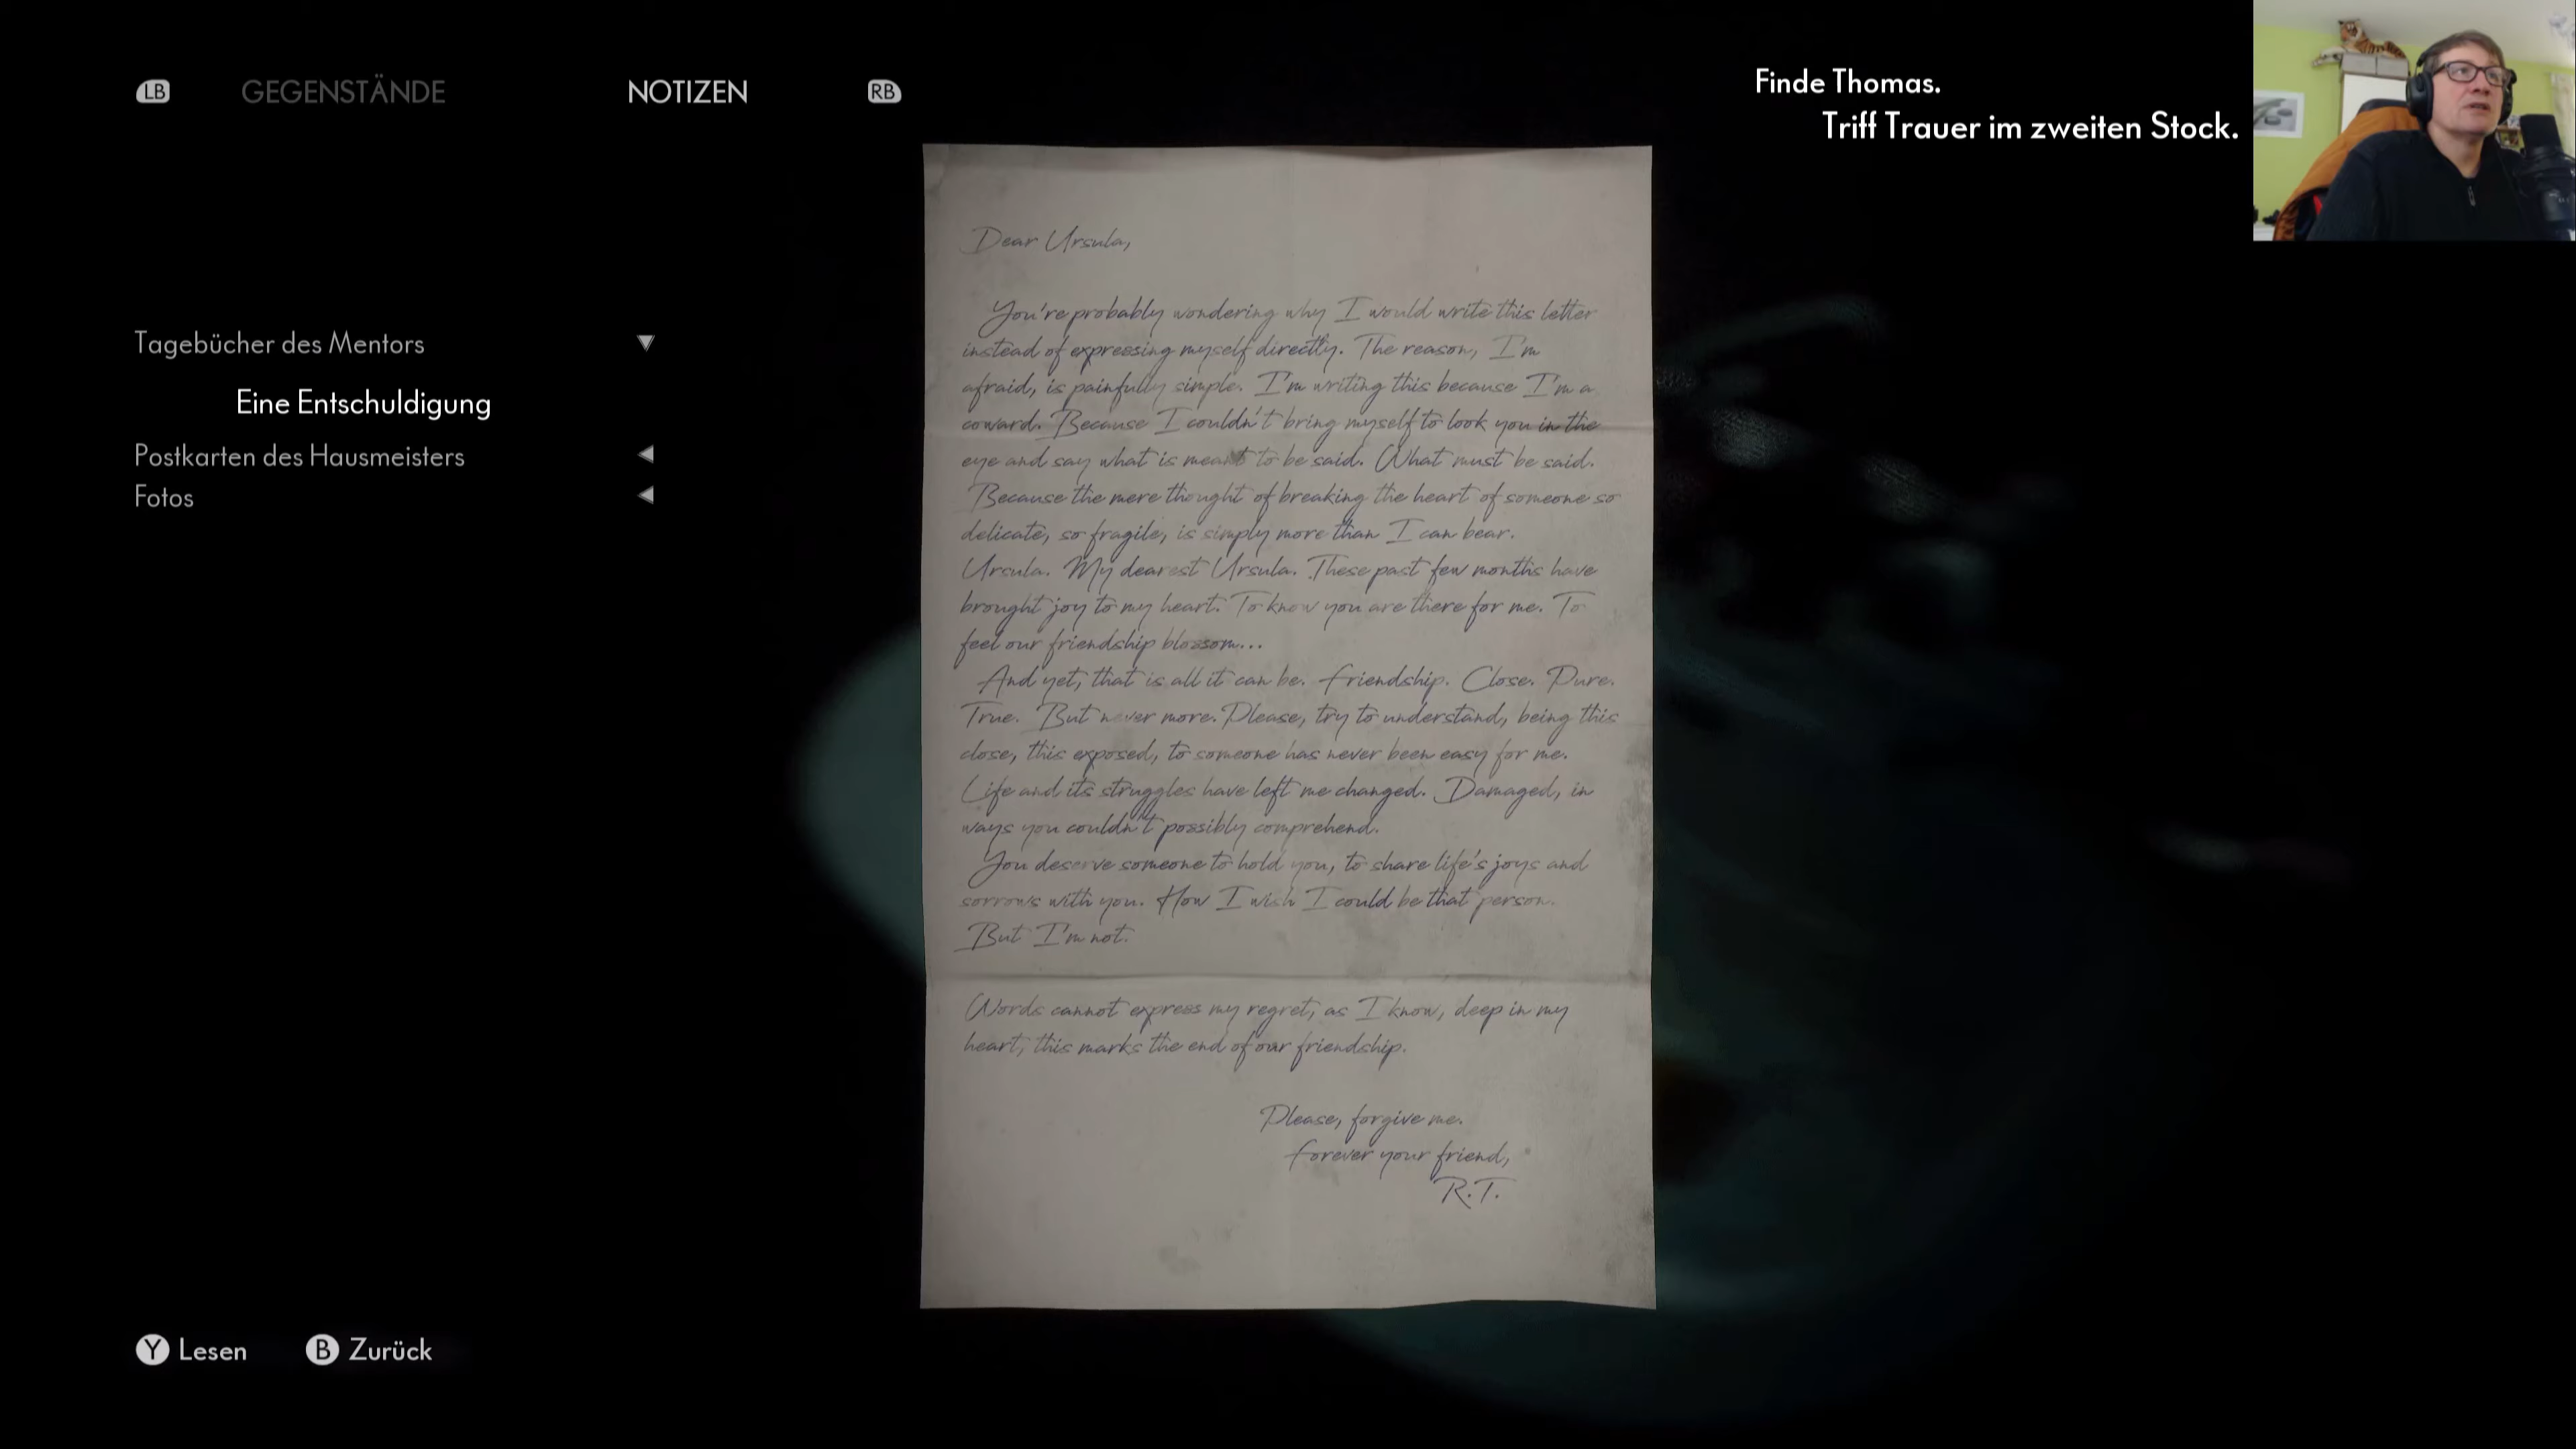 LB GEGENSTÄNDE NOTIZEN RB
Finde Thomas.
Triff Trauer im zweiten Stock.
Tagebücher des Mentors
Eine Entschuldigung
Postkarten des Hausmeisters
Fotos
Dear Ursula,
You're probably wondering why I would write this letter
instead of expressing myself directly. The reason, I'm
afraid, is painfully simple. I'm writing this because I'm a
coward. Because I couldn't bring myself to look you in the
eye and say what is meant to be said. What must be said.
Because the mere thought of breaking the heart of someone so
delicate, so fragile, is simply more than I can bear.
Ursula. My dearest Ursula. These past few months have
brought joy to my heart. To know you are there for me. To
feel our friendship blossom...
And yet, that is all it can be. Friendship. Close. Pure.
True. But never more. Please, try to understand, being this
close, this exposed, to someone has never been easy for me.
Life and its struggles have left me changed. Damaged, in
ways you couldn't possibly comprehend.
You deserve someone to hold you, to share life's joys and
sorrows with you. How I wish I could be that person.
But I'm not.
Words cannot express my regret, as I know, deep in my
heart, this marks the end of our friendship.
Please, forgive me.
Forever your friend,
R.T.
Y Lesen B Zurück